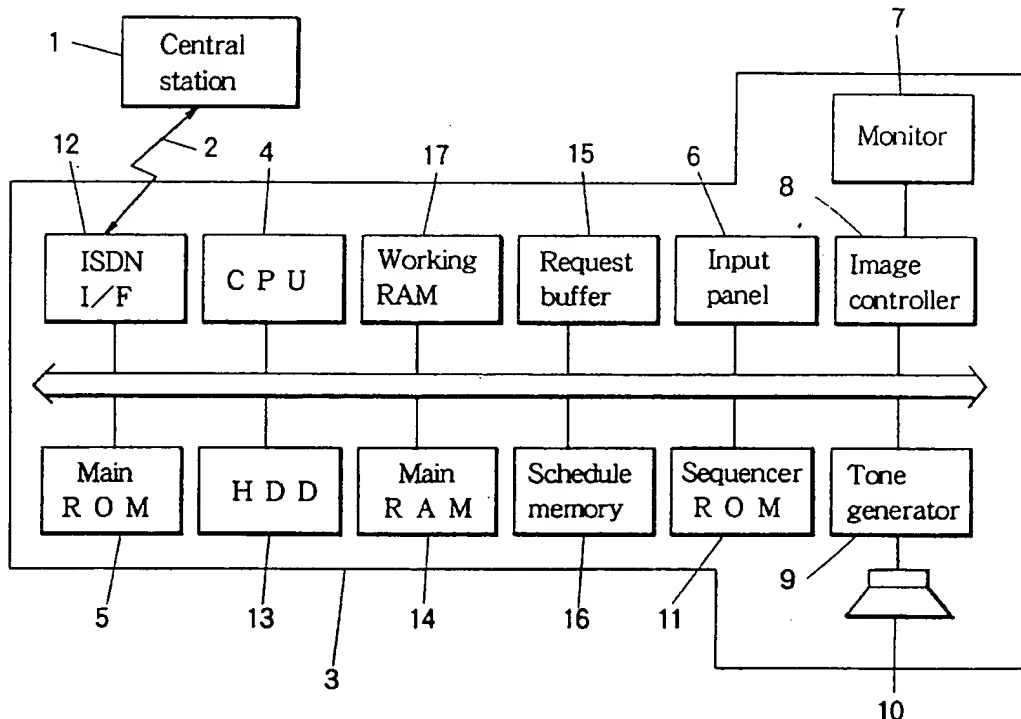 7
1
Central
station
Monitor
2
12
4
17
15
6
8
ISDN
I/F
C P U
Working
RAM
Request
buffer
Input
panel
Image
controller
Main
R O M
H D D
Main
R A M
Schedule
memory
Sequencer
R O M
Tone
generator
5
13
14
16
11
9
3
10